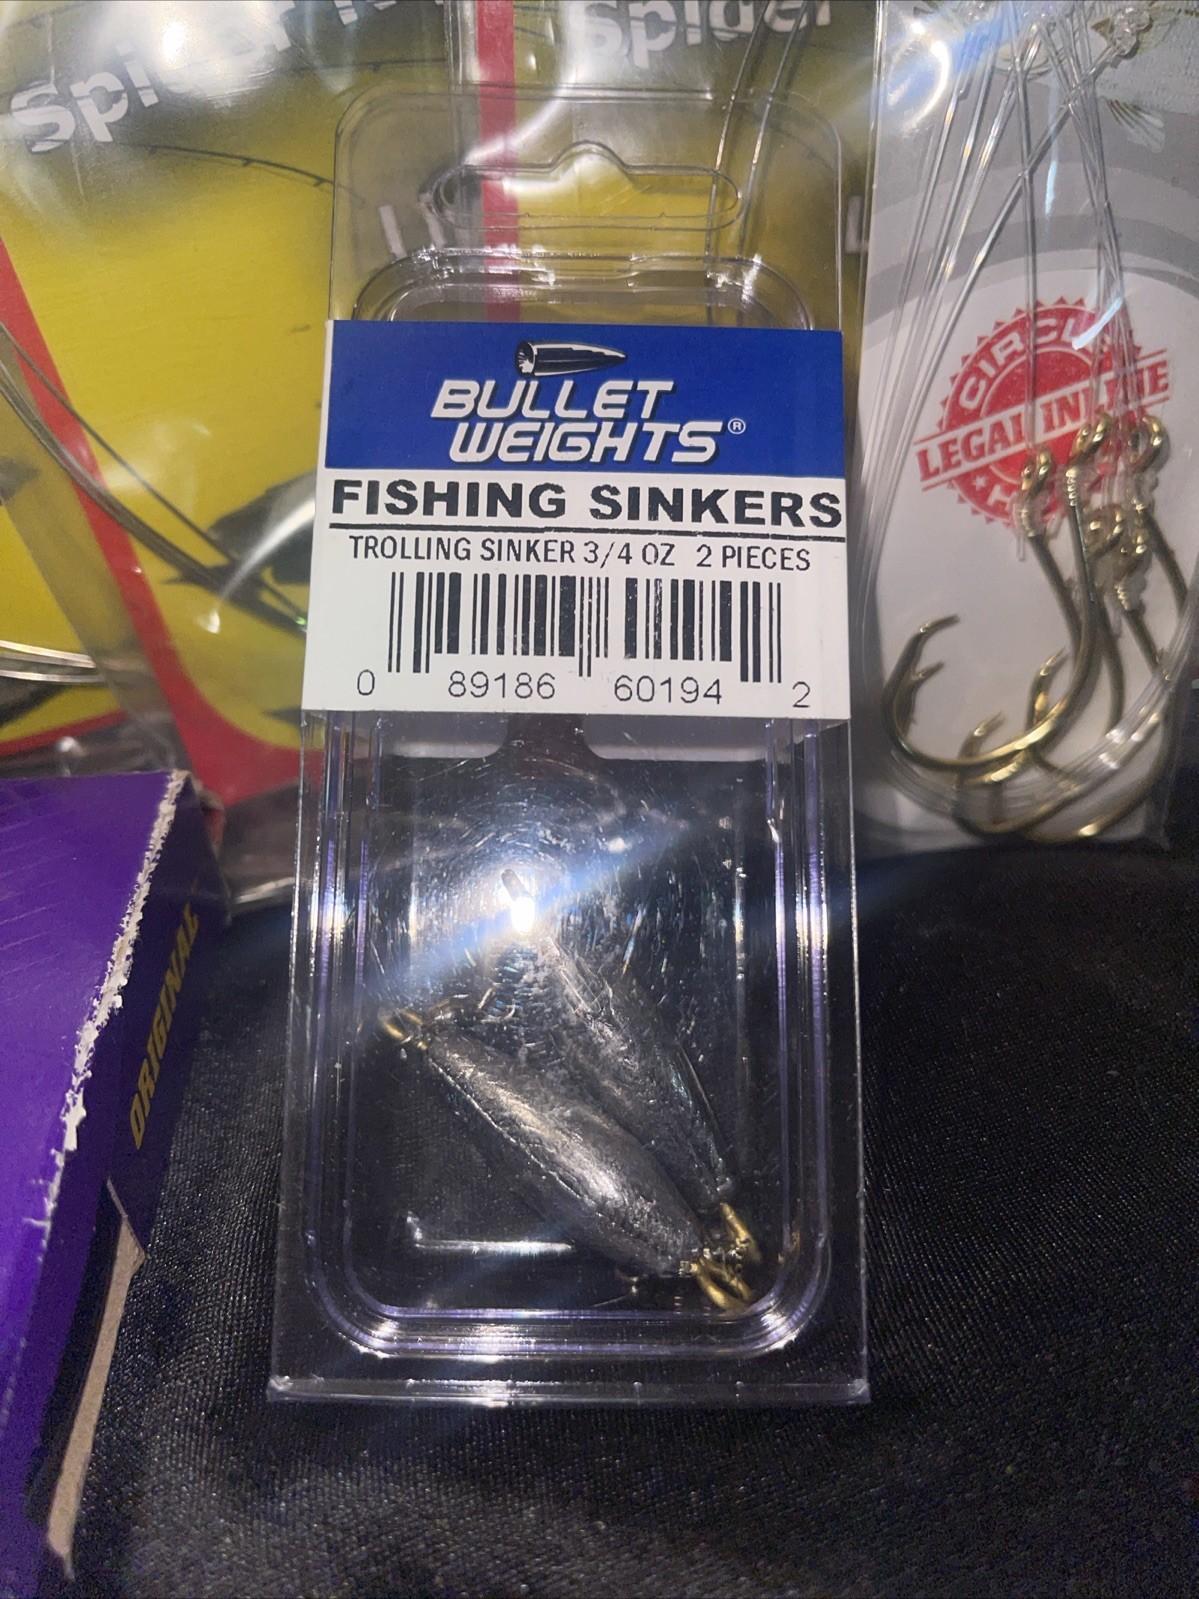 Spider
Spider
BULLET
WEIGHTS®
FISHING SINKERS
TROLLING SINKER 3/4 OZ 2 PIECES
0 89186 60194 2
LEGAL IN LINE
ORIGINAL